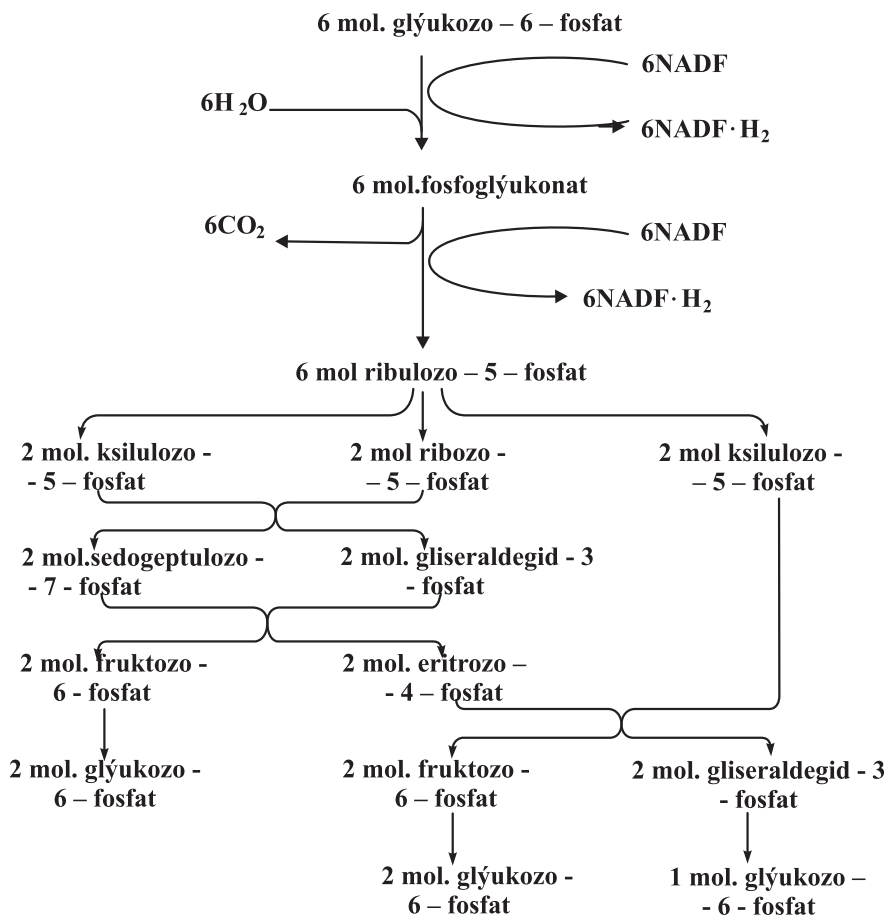 6 mol. glýukozo – 6 – fosfat
6NADF
6H₂O
6NADF·H₂
6 mol.fosfoglýukonat
6CO₂
6NADF
6NADF·H₂
6 mol ribulozo – 5 – fosfat
2 mol. ksilulozo -
- 5 – fosfat
2 mol ribozo -
– 5 – fosfat
2 mol ksilulozo -
– 5 – fosfat
2 mol.sedogeptulozo -
- 7 - fosfat
2 mol. gliseraldegid - 3
- fosfat
2 mol. fruktozo -
6 - fosfat
2 mol. eritrozo –
- 4 – fosfat
2 mol. glýukozo -
6 – fosfat
2 mol. fruktozo -
6 – fosfat
2 mol. gliseraldegid - 3
- fosfat
2 mol. glýukozo -
6 – fosfat
1 mol. glýukozo –
- 6 - fosfat